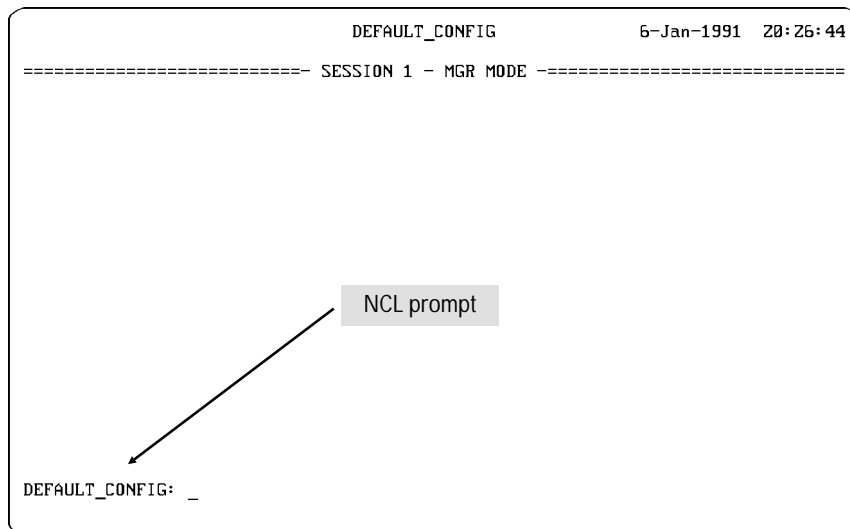 DEFAULT_CONFIG 6-Jan-1991 20:26:44
===========================- SESSION 1 - MGR MODE -=============================
NCL prompt
DEFAULT_CONFIG: _